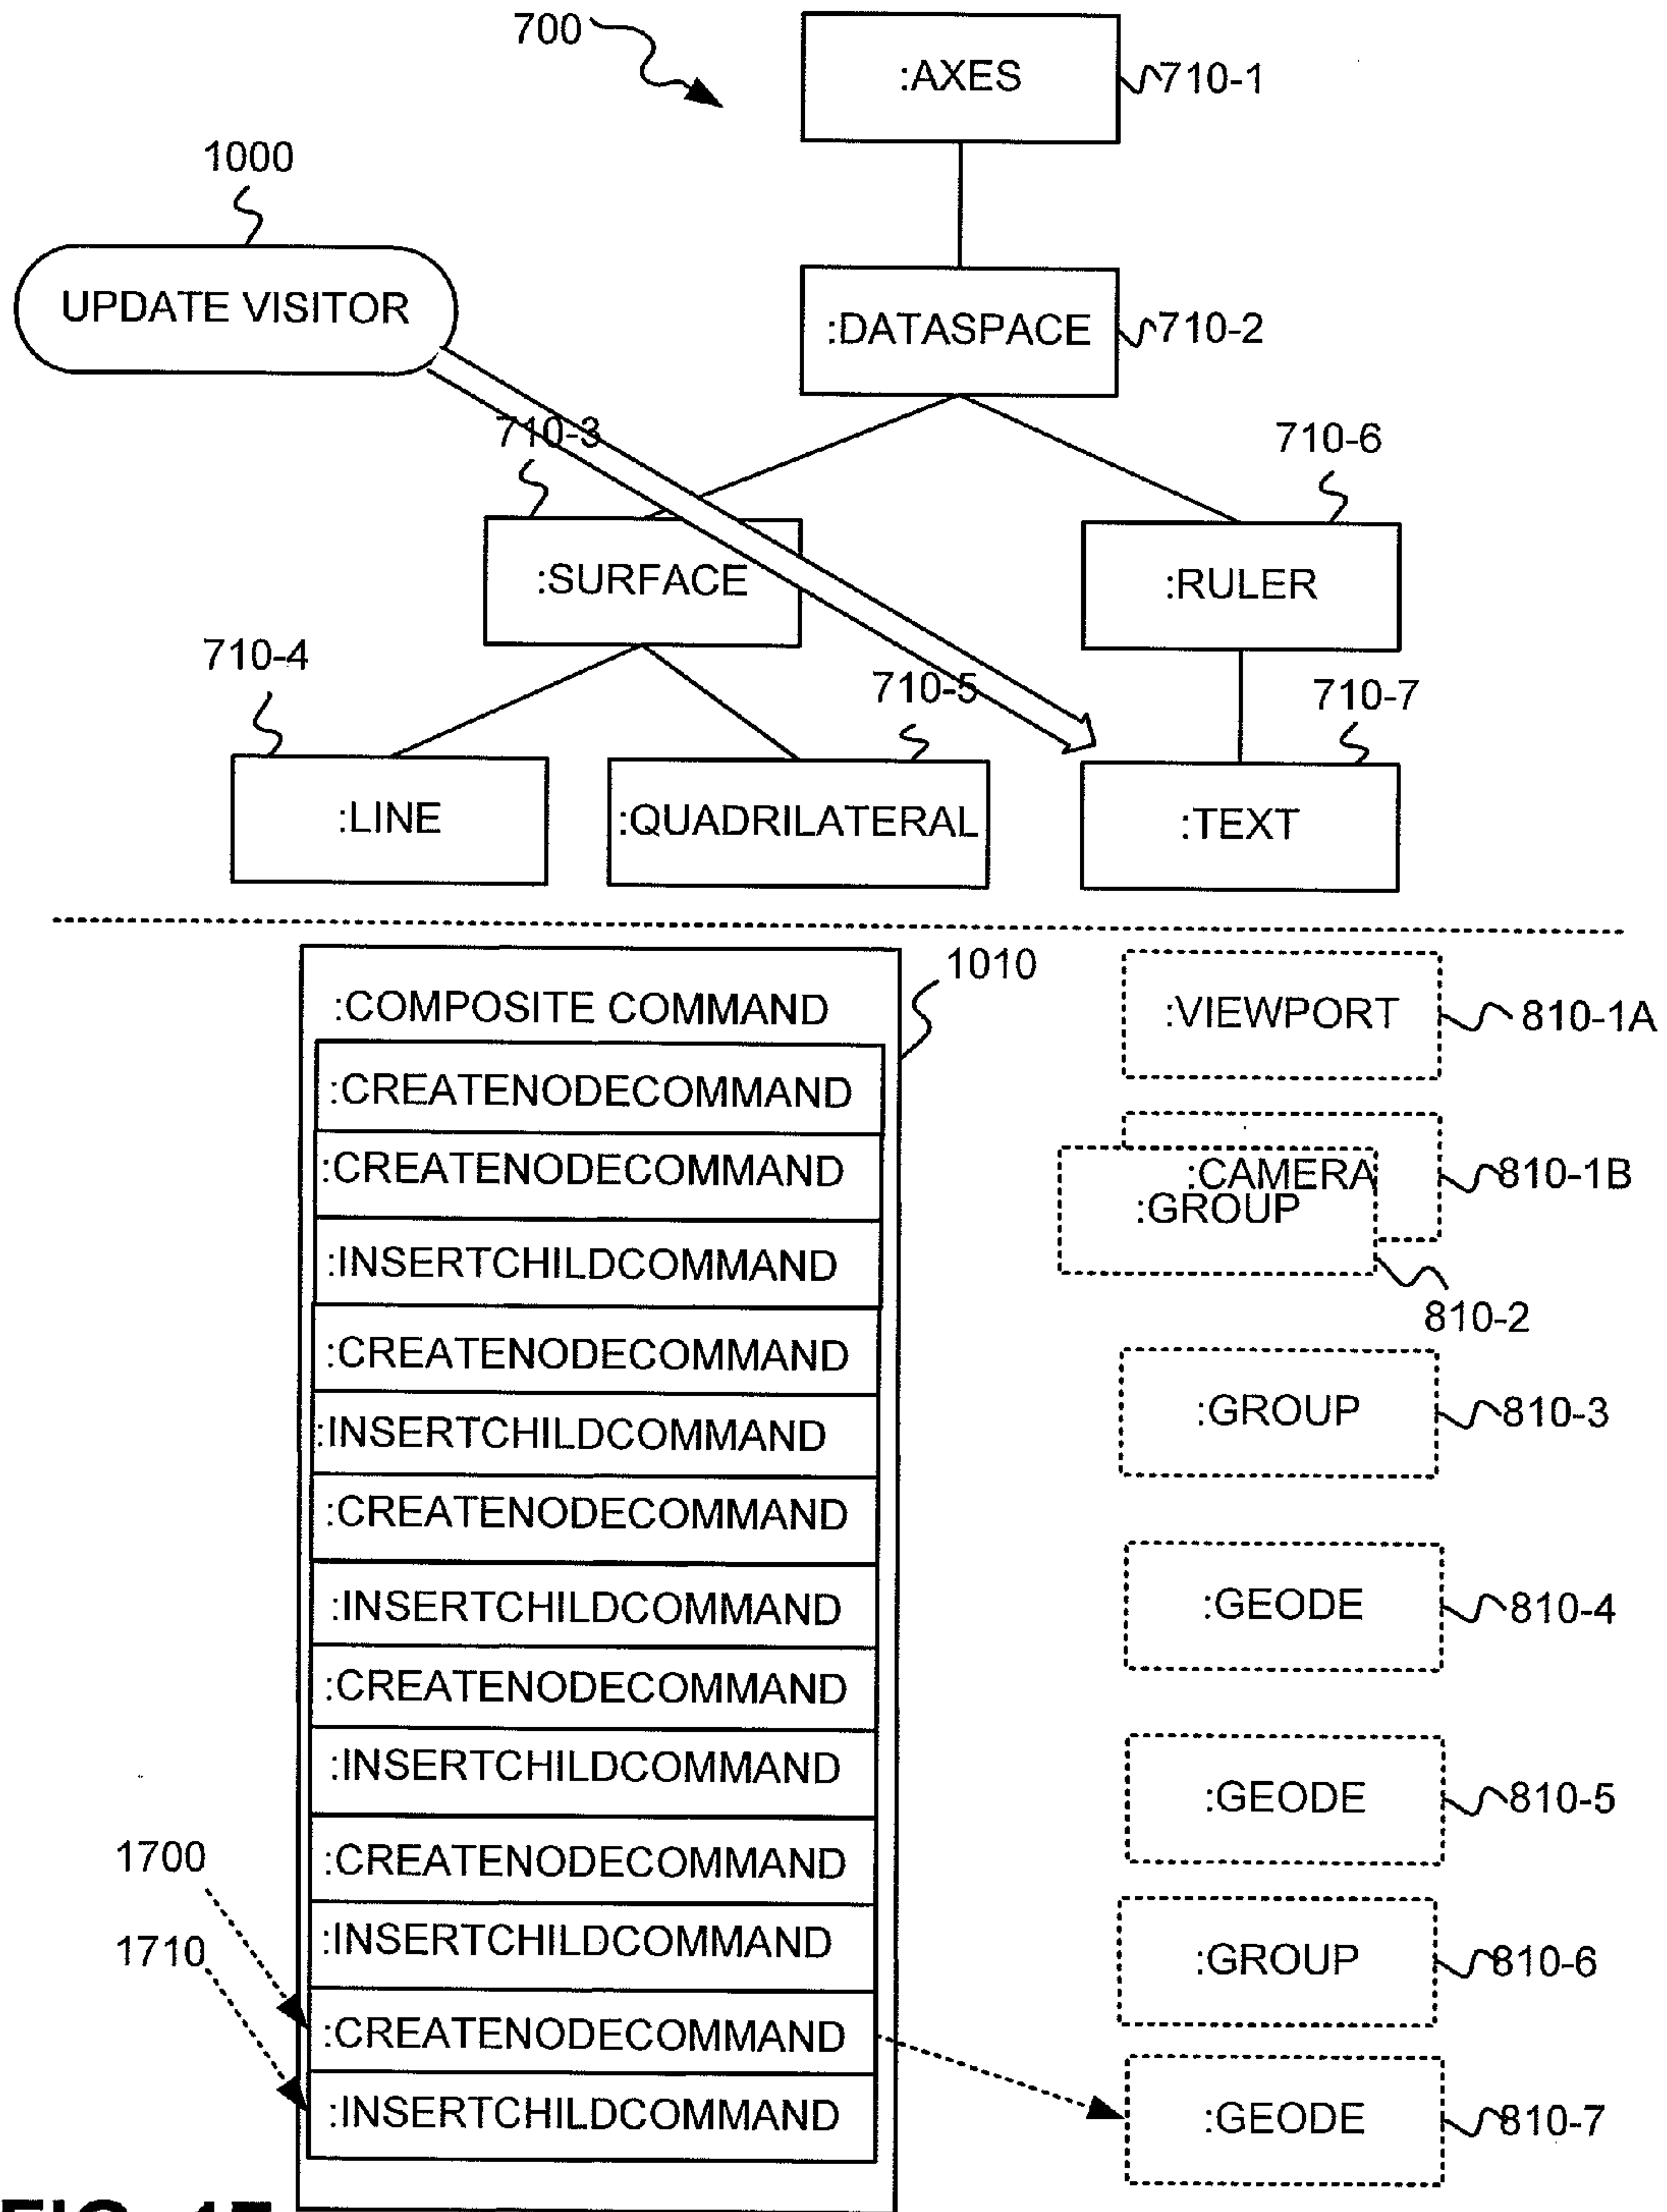 700
:AXES
710-1
1000
UPDATE VISITOR
:DATASPACE
710-2
710-3
710-6
:SURFACE
:RULER
710-4
710-5
710-7
:LINE
:QUADRILATERAL
:TEXT
1010
:COMPOSITE COMMAND
:CREATENODECOMMAND
:CREATENODECOMMAND
:INSERTCHILDCOMMAND
:CREATENODECOMMAND
:INSERTCHILDCOMMAND
:CREATENODECOMMAND
:INSERTCHILDCOMMAND
:CREATENODECOMMAND
:INSERTCHILDCOMMAND
:CREATENODECOMMAND
:INSERTCHILDCOMMAND
:CREATENODECOMMAND
:INSERTCHILDCOMMAND
1700
1710
:VIEWPORT
810-1A
:CAMERA
810-1B
:GROUP
810-2
:GROUP
810-3
:GEODE
810-4
:GEODE
810-5
:GROUP
810-6
:GEODE
810-7